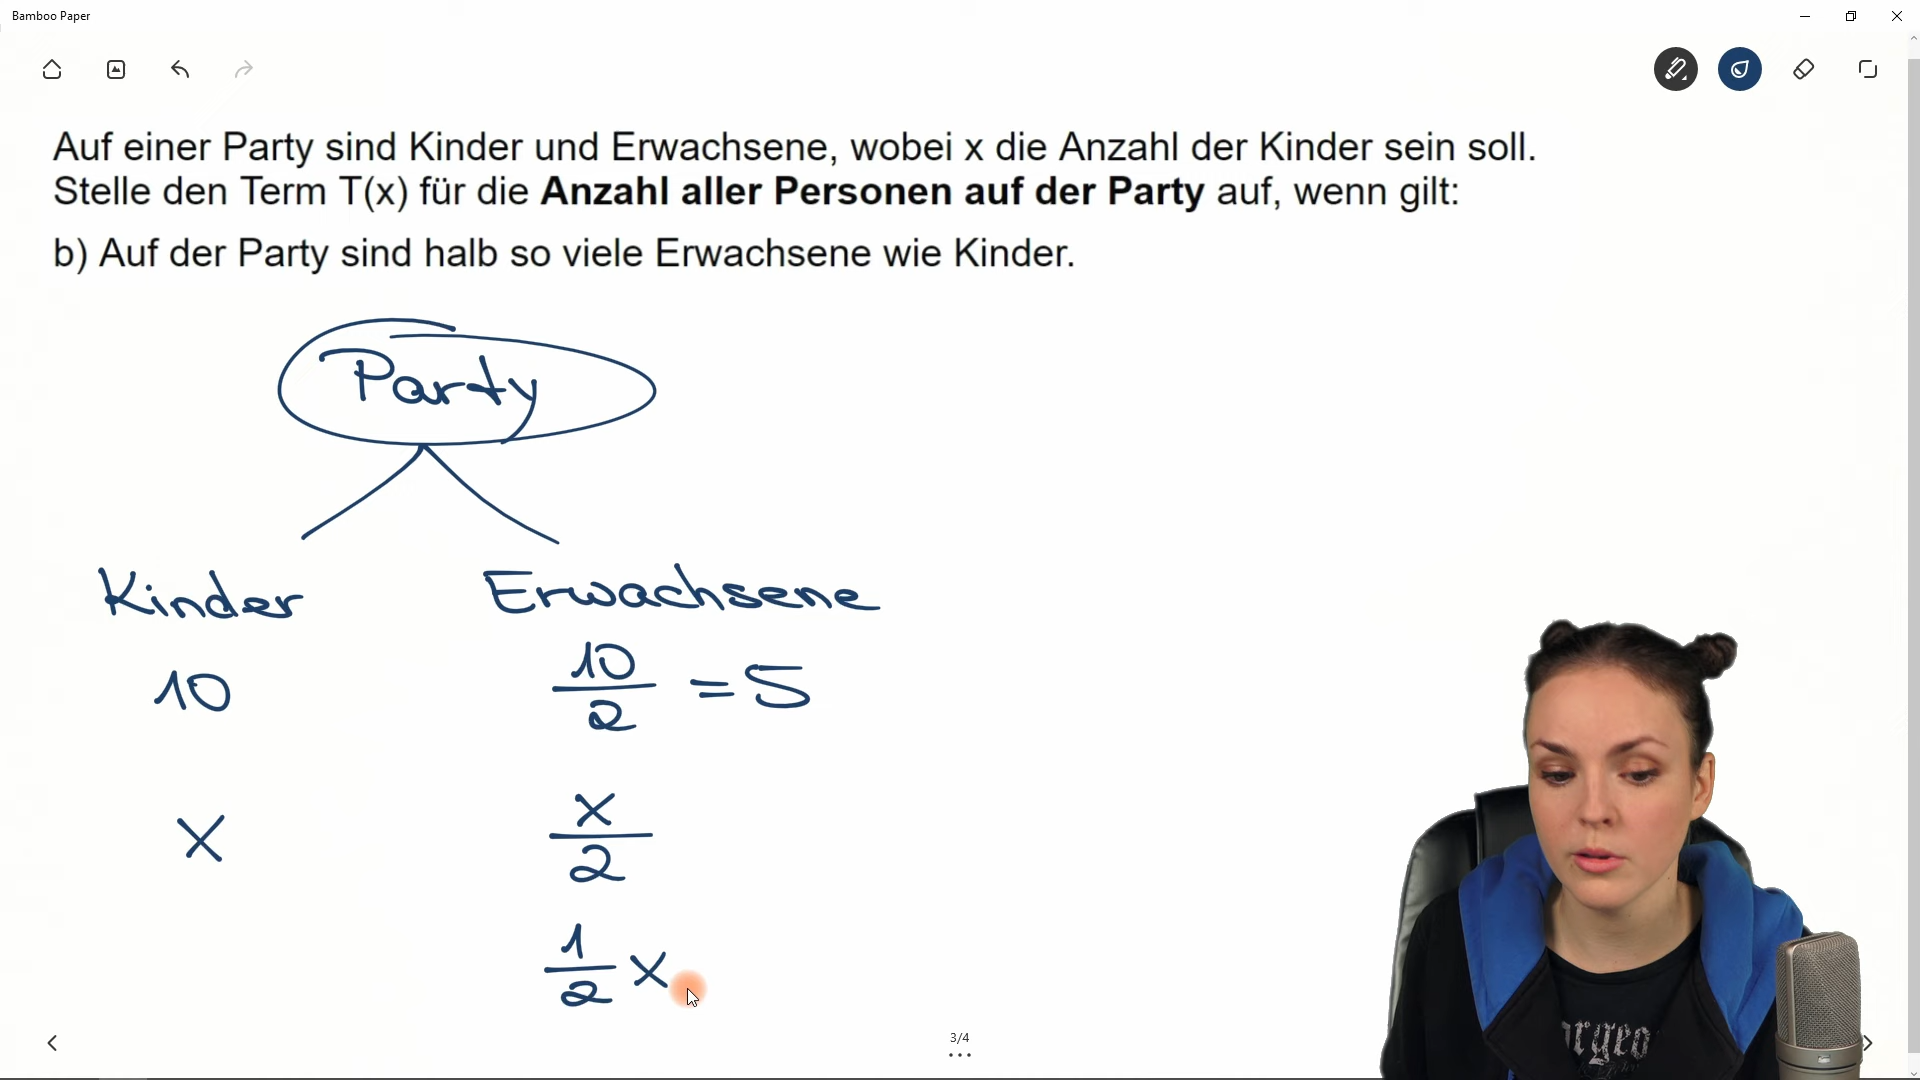 Bamboo Paper
Auf einer Party sind Kinder und Erwachsene, wobei x die Anzahl der Kinder sein soll.
Stelle den Term T(x) für die Anzahl aller Personen auf der Party auf, wenn gilt:
b) Auf der Party sind halb so viele Erwachsene wie Kinder.
Party
Kinder Erwachsene
10 10/2 = 5
x x/2
1/2 x
3/4